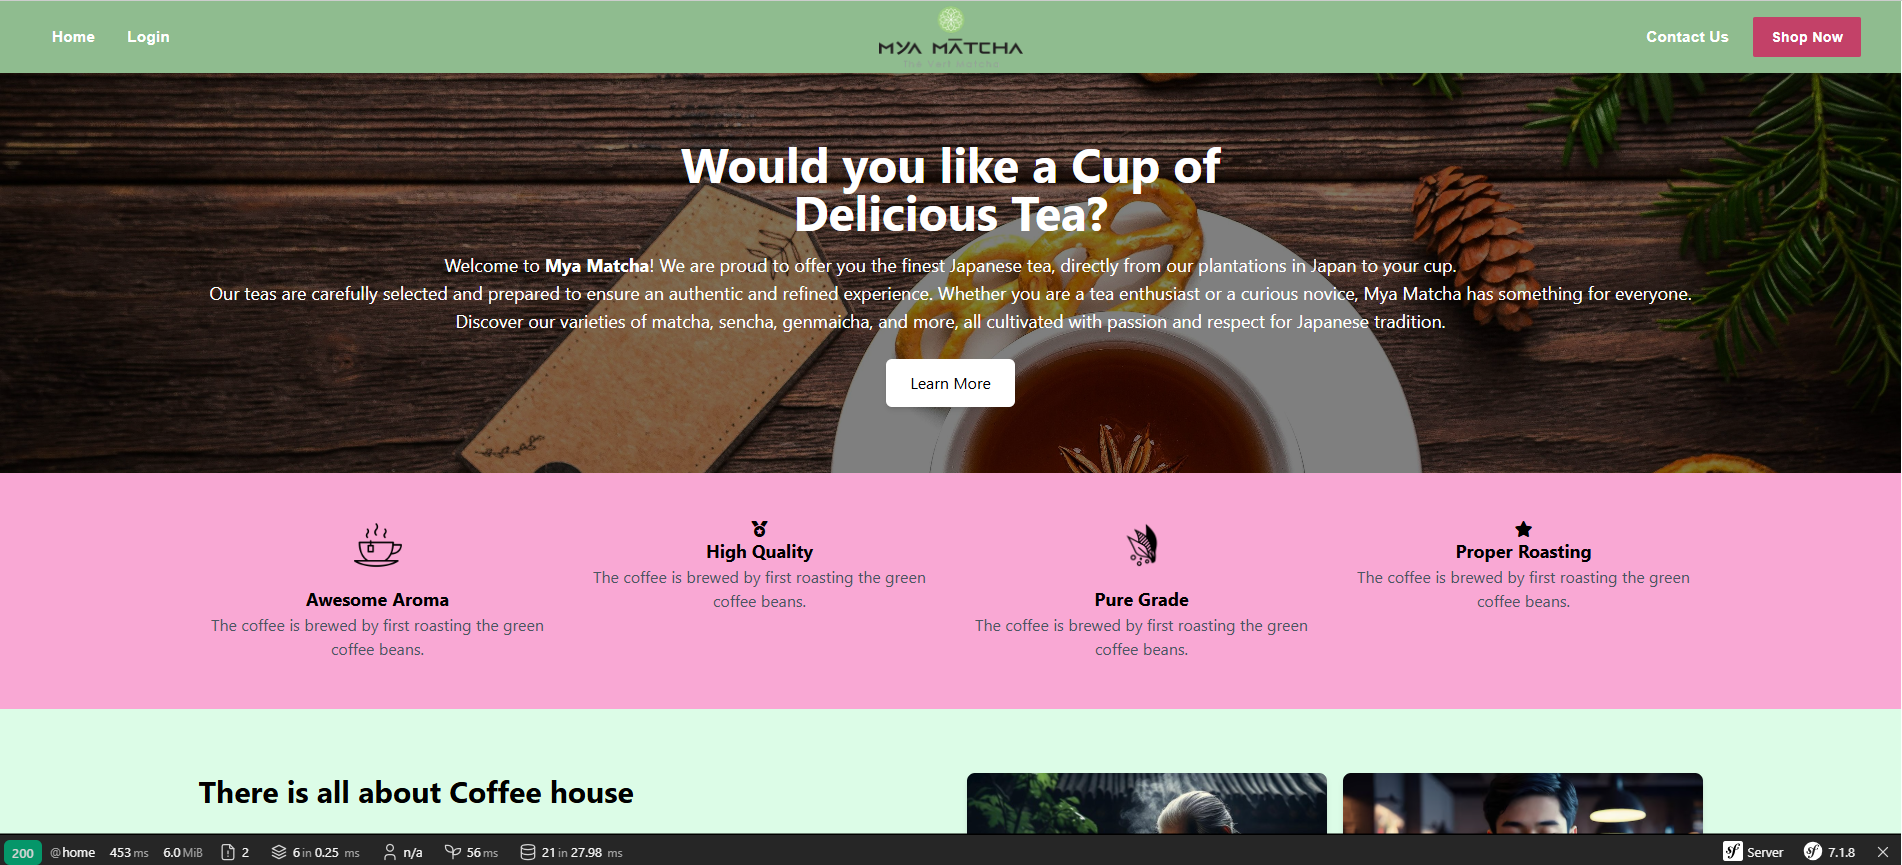 Home
Login
MYA MATCHA
The Vert Matcha
Contact Us
Shop Now
Would you like a Cup of
Delicious Tea?
Welcome to Mya Matcha! We are proud to offer you the finest Japanese tea, directly from our plantations in Japan to your cup.
Our teas are carefully selected and prepared to ensure an authentic and refined experience. Whether you are a tea enthusiast or a curious novice, Mya Matcha has something for everyone.
Discover our varieties of matcha, sencha, genmaicha, and more, all cultivated with passion and respect for Japanese tradition.
Learn More
Awesome Aroma
The coffee is brewed by first roasting the green
coffee beans.
High Quality
The coffee is brewed by first roasting the green
coffee beans.
Pure Grade
The coffee is brewed by first roasting the green
coffee beans.
Proper Roasting
The coffee is brewed by first roasting the green
coffee beans.
There is all about Coffee house
200 @home 453 ms 6.0 MiB 2 6 in 0.25 ms n/a 56 ms 21 in 27.98 ms Server 7.1.8